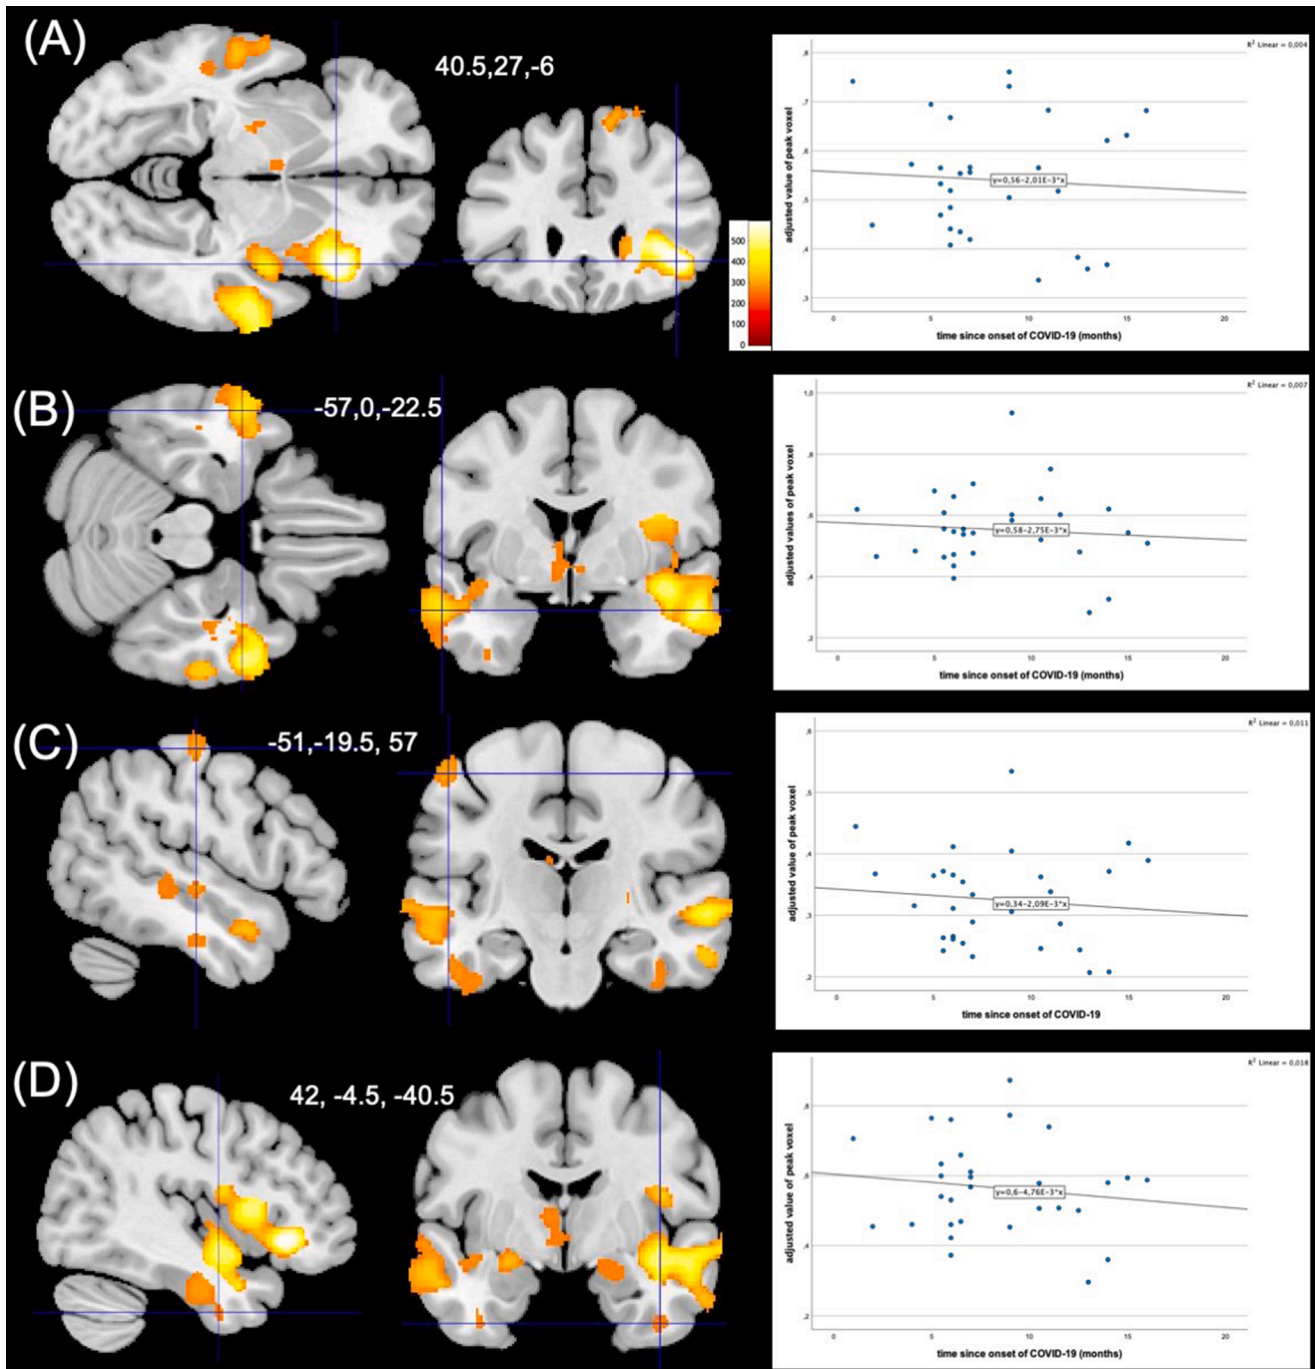 (A)
40.5,27,-6
500
400
300
200
100
0
R² Linear = 0,004
,8
,7
,6
,5
,4
,3
adjusted value of peak voxel
y=0,56-2,01E-3*x
0 5 10 15 20
time since onset of COVID-19 (months)
(B)
-57,0,-22.5
R² Linear = 0,007
1,0
,8
,6
,4
,2
adjusted values of peak voxel
y=0,58-2,75E-3*x
0 5 10 15 20
time since onset of COVID-19 (months)
(C)
-51,-19.5, 57
R² Linear = 0,011
,6
,5
,4
,3
,2
adjusted value of peak voxel
y=0,34-2,09E-3*x
0 5 10 15 20
time since onset of COVID-19
(D)
42, -4.5, -40.5
R² Linear = 0,018
,8
,6
,4
,2
adjusted value of peak voxel
y=0,6-4,76E-3*x
0 5 10 15 20
time since onset of COVID-19 (months)